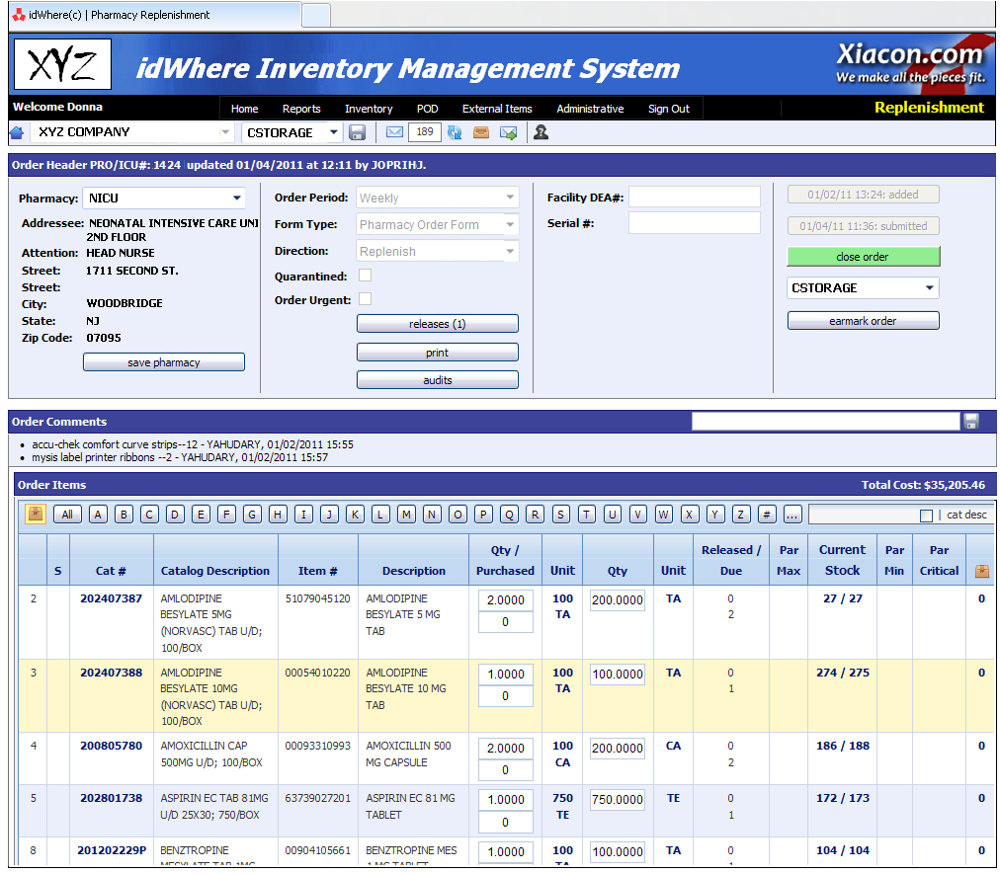 idWhere(c) | Pharmacy Replenishment
XYZ
idWhere Inventory Management System
Xiacon.com
We make all the pieces fit.
Welcome Donna
Home Reports Inventory POD External Items Administrative Sign Out
Replenishment
XYZ COMPANY CSTORAGE 189
Order Header PRO/ICU#: 1424 updated 01/04/2011 at 12:11 by JOPRIHJ.
Pharmacy: NICU
Addressee: NEONATAL INTENSIVE CARE UNI
2ND FLOOR
Attention: HEAD NURSE
Street: 1711 SECOND ST.
Street:
City: WOODBRIDGE
State: NJ
Zip Code: 07095
save pharmacy
Order Period: Weekly
Form Type: Pharmacy Order Form
Direction: Replenish
Quarantined:
Order Urgent:
releases (1)
print
audits
Facility DEA#:
Serial #:
01/02/11 13:24: added
01/04/11 11:36: submitted
close order
CSTORAGE
earmark order
Order Comments
• accu-chek comfort curve strips--12 - YAHUDARY, 01/02/2011 15:55
• mysis label printer ribbons --2 - YAHUDARY, 01/02/2011 15:57
Order Items Total Cost: $35,205.46
All A B C D E F G H I J K L M N O P Q R S T U V W X Y Z # ... | cat desc
S Cat # Catalog Description Item # Description Qty / Purchased Unit Qty Unit Released / Due Par Max Current Stock Par Min Par Critical
2 202407387 AMLODIPINE 51079045120 AMLODIPINE 2.0000 100 200.0000 TA 0 27 / 27 0
BESYLATE 5MG BESYLATE 5 MG 0 TA 2
(NORVASC) TAB U/D; TAB
100/BOX
3 202407388 AMLODIPINE 00054010220 AMLODIPINE 1.0000 100 100.0000 TA 0 274 / 275 0
BESYLATE 10MG BESYLATE 10 MG 0 TA 1
(NORVASC) TAB U/D; TAB
100/BOX
4 200805780 AMOXICILLIN CAP 00093310993 AMOXICILLIN 500 2.0000 100 200.0000 CA 0 186 / 188 0
500MG U/D; 100/BOX MG CAPSULE 0 CA 2
5 202801738 ASPIRIN EC TAB 81MG 63739027201 ASPIRIN EC 81 MG 1.0000 750 750.0000 TE 0 172 / 173 0
U/D 25X30; 750/BOX TABLET 0 TE 1
8 201202229P BENZTROPINE 00904105661 BENZTROPINE MES 1.0000 100 100.0000 TA 0 104 / 104 0
MESYLATE TAB 1MG 1 MG TABLET TA 1